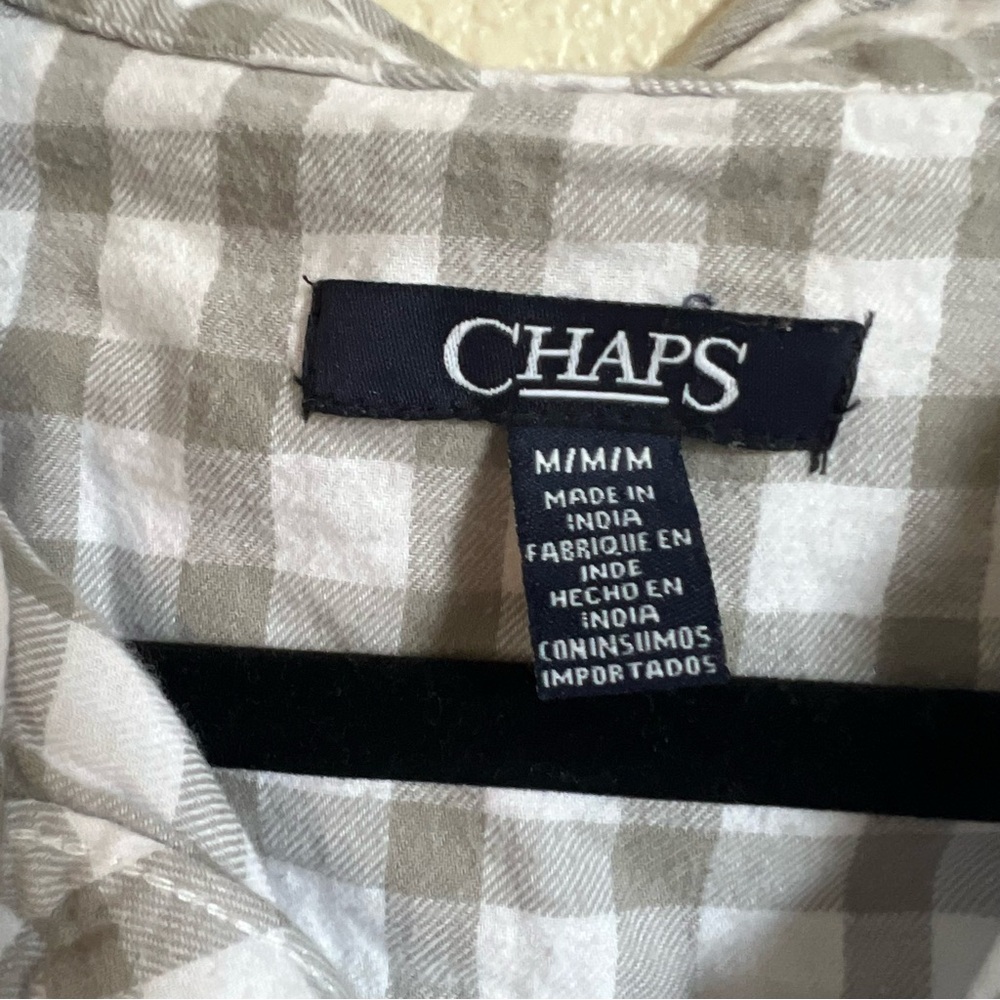 CHAPS
M/M/M
MADE IN
INDIA
FABRIQUE EN
INDE
HECHO EN
INDIA
CONINSUMOS
IMPORTADOS